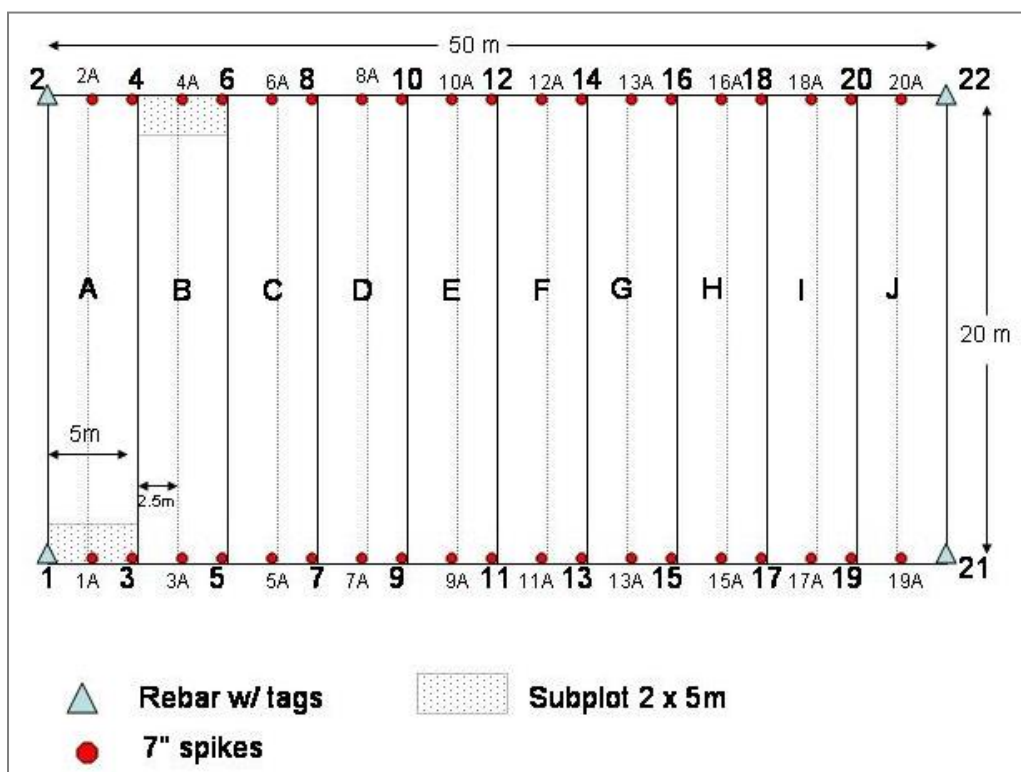 50 m
2 2A 4 4A 6 6A 8 8A 10 10A 12 12A 14 13A 16 16A 18 18A 20 20A 22
A B C D E F G H I J
20 m
5m
2.5m
1 1A 3 3A 5 5A 7 7A 9 9A 11 11A 13 13A 15 15A 17 17A 19 19A 21
Rebar w/ tags
Subplot 2 x 5m
7" spikes